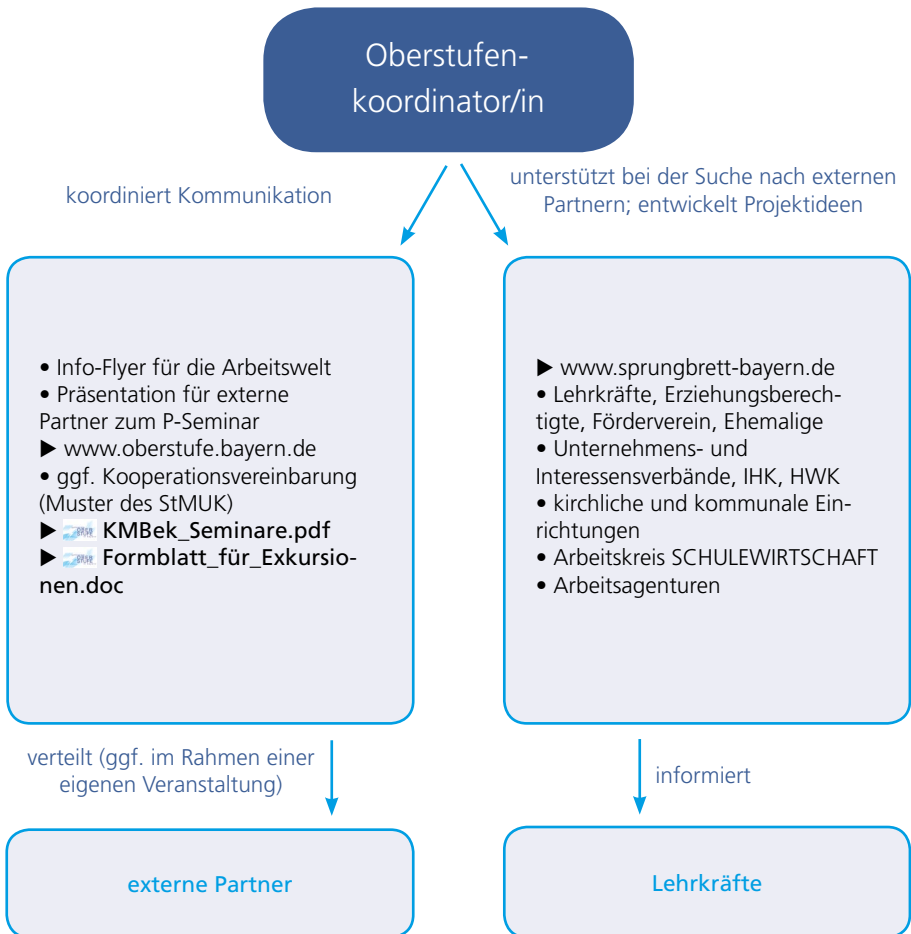 Oberstufen-
koordinator/in
koordiniert Kommunikation
unterstützt bei der Suche nach externen
Partnern; entwickelt Projektideen
• Info-Flyer für die Arbeitswelt
• Präsentation für externe
Partner zum P-Seminar
▶ www.oberstufe.bayern.de
• ggf. Kooperationsvereinbarung
(Muster des StMUK)
▶ KMBek_Seminare.pdf
▶ Formblatt_für_Exkursio-
nen.doc
▶ www.sprungbrett-bayern.de
• Lehrkräfte, Erziehungsberech-
tigte, Förderverein, Ehemalige
• Unternehmens- und
Interessensverbände, IHK, HWK
• kirchliche und kommunale Ein-
richtungen
• Arbeitskreis SCHULEWIRTSCHAFT
• Arbeitsagenturen
verteilt (ggf. im Rahmen einer
eigenen Veranstaltung)
informiert
externe Partner
Lehrkräfte